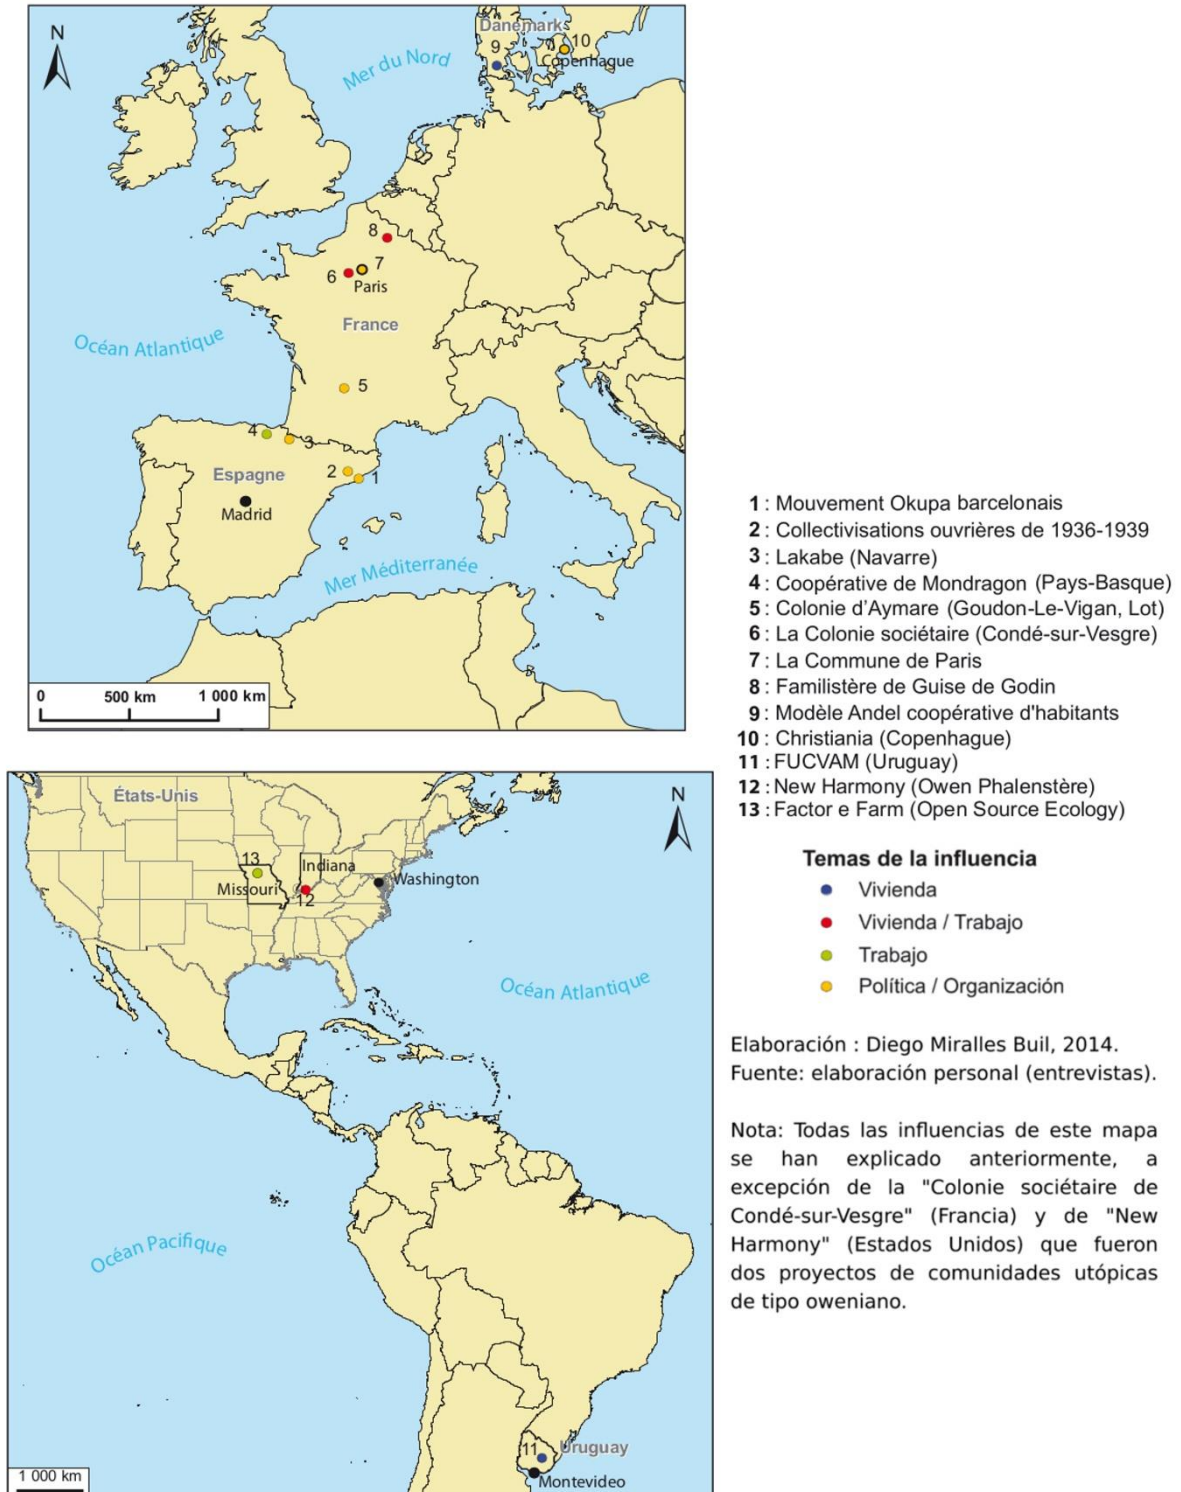 N
Danemark
9
10
Copenhague
Mer du Nord
8
7
6
Paris
France
Océan Atlantique
5
4
3
Espagne
2
1
Madrid
Mer Méditerranée
0 500 km 1 000 km
1 : Mouvement Okupa barcelonais
2 : Collectivisations ouvrières de 1936-1939
3 : Lakabe (Navarre)
4 : Coopérative de Mondragon (Pays-Basque)
5 : Colonie d'Aymare (Goudon-Le-Vigan, Lot)
6 : La Colonie sociétaire (Condé-sur-Vesgre)
7 : La Commune de Paris
8 : Familistère de Guise de Godin
9 : Modèle Andel coopérative d'habitants
10 : Christiania (Copenhague)
11 : FUCVAM (Uruguay)
12 : New Harmony (Owen Phalenstère)
13 : Factor e Farm (Open Source Ecology)
Temas de la influencia
Vivienda
Vivienda / Trabajo
Trabajo
Política / Organización
Elaboración : Diego Miralles Buil, 2014.
Fuente: elaboración personal (entrevistas).
Nota: Todas las influencias de este mapa
se han explicado anteriormente, a
excepción de la "Colonie sociétaire de
Condé-sur-Vesgre" (Francia) y de "New
Harmony" (Estados Unidos) que fueron
dos proyectos de comunidades utópicas
de tipo oweniano.
États-Unis
N
13
Indiana
Missouri
12
Washington
Océan Atlantique
Océan Pacifique
11
Uruguay
Montevideo
1 000 km